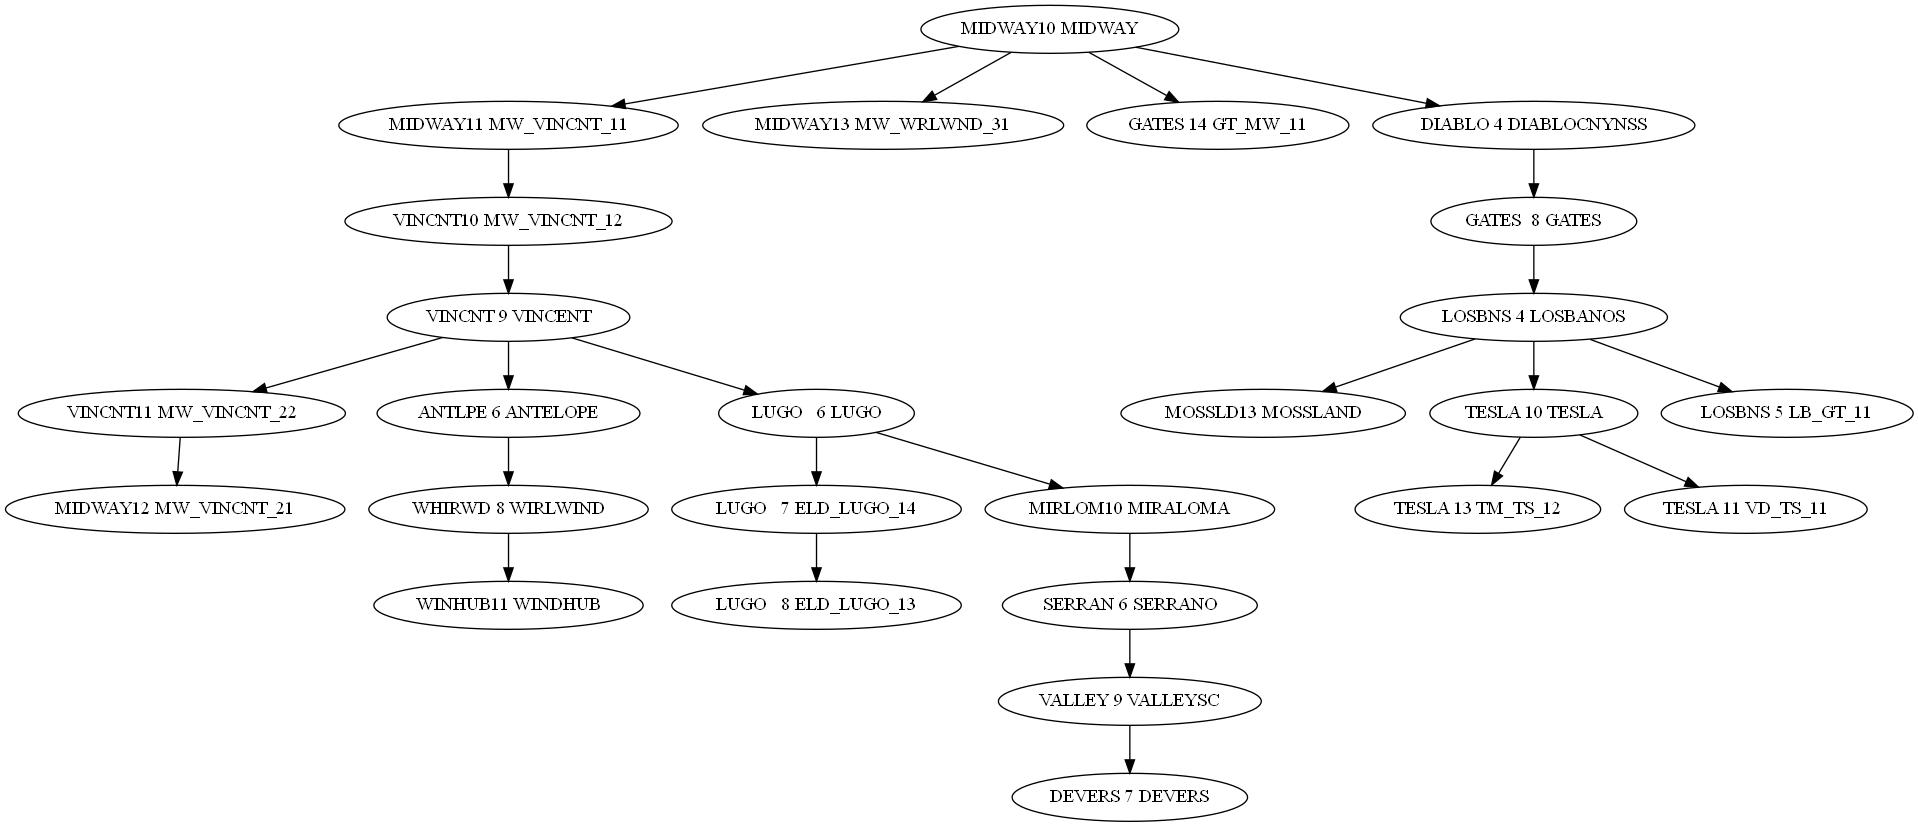 MIDWAY10 MIDWAY
MIDWAY11 MW_VINCNT_11
MIDWAY13 MW_WRLWND_31
GATES 14 GT_MW_11
DIABLO 4 DIABLOCNYNSS
VINCNT10 MW_VINCNT_12
GATES  8 GATES
VINCNT 9 VINCENT
LOSBNS 4 LOSBANOS
VINCNT11 MW_VINCNT_22
ANTLPE 6 ANTELOPE
LUGO   6 LUGO
MOSSLD13 MOSSLAND
TESLA 10 TESLA
LOSBNS 5 LB_GT_11
MIDWAY12 MW_VINCNT_21
WHIRWD 8 WIRLWIND
LUGO   7 ELD_LUGO_14
MIRLOM10 MIRALOMA
TESLA 13 TM_TS_12
TESLA 11 VD_TS_11
WINHUB11 WINDHUB
LUGO   8 ELD_LUGO_13
SERRAN 6 SERRANO
VALLEY 9 VALLEYSC
DEVERS 7 DEVERS